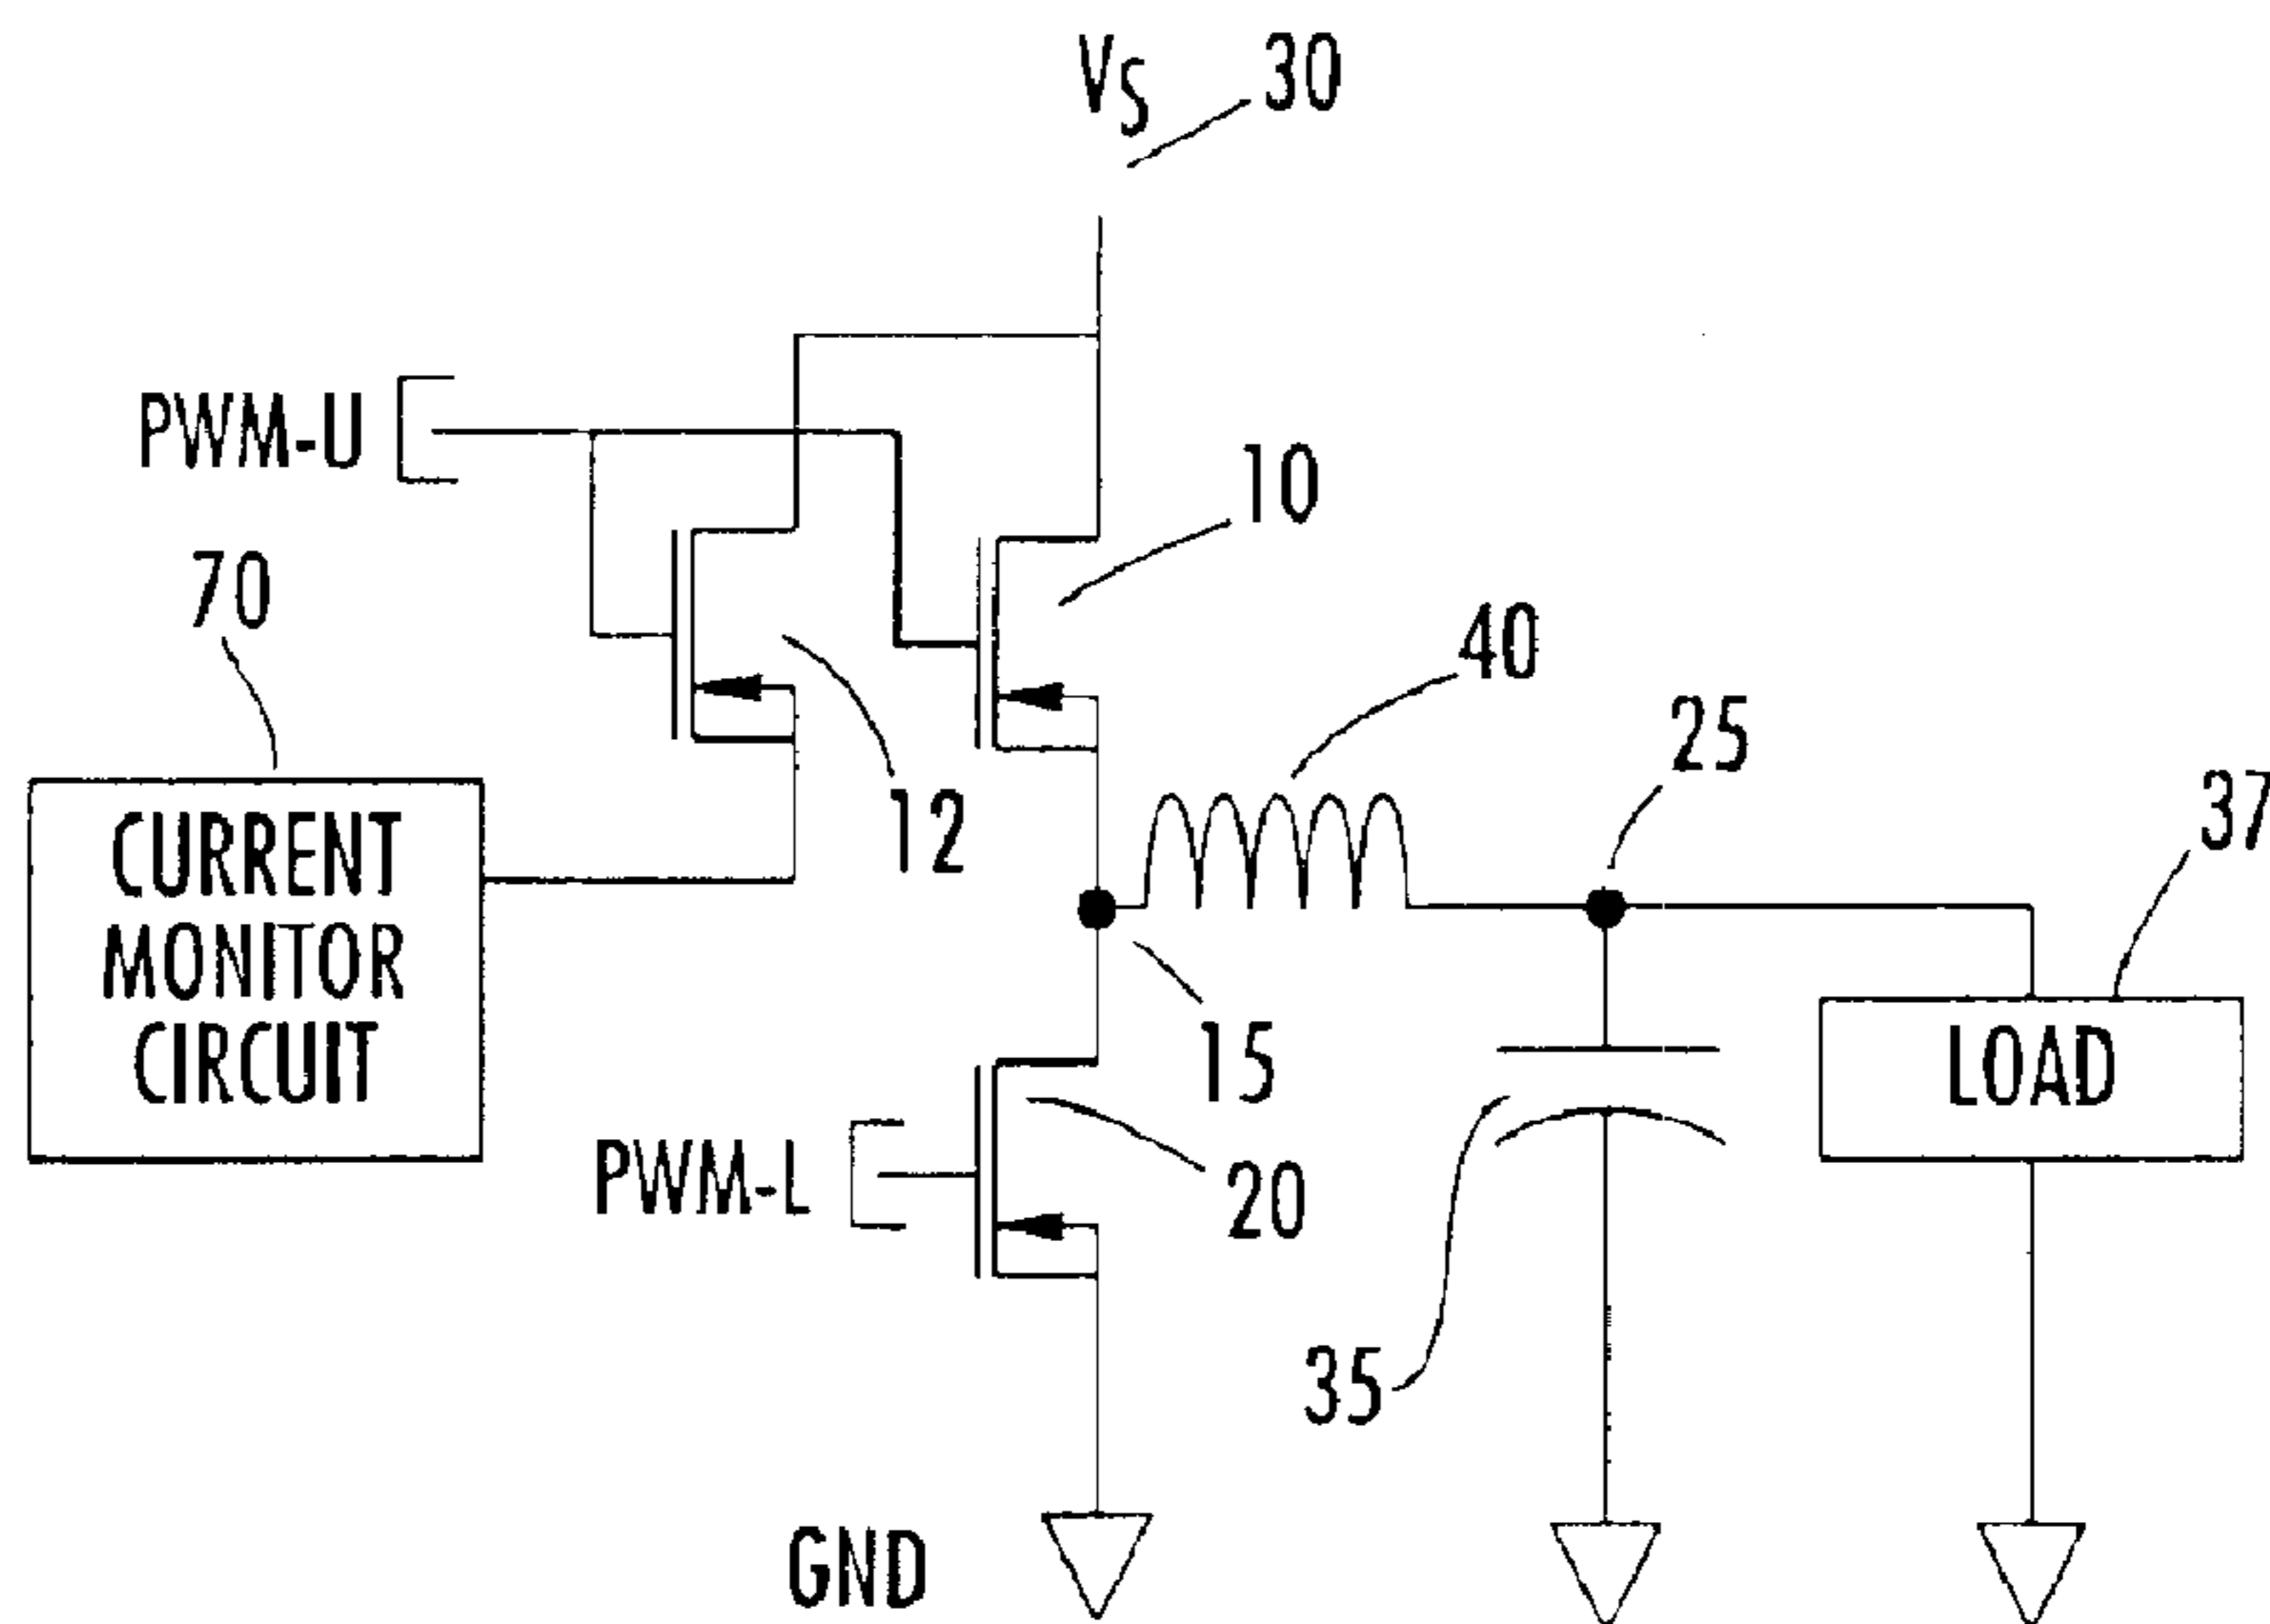 VS
30
PWM-U
10
70
40
25
12
37
CURRENT
MONITOR
CIRCUIT
15
LOAD
PWM-L
20
35
GND